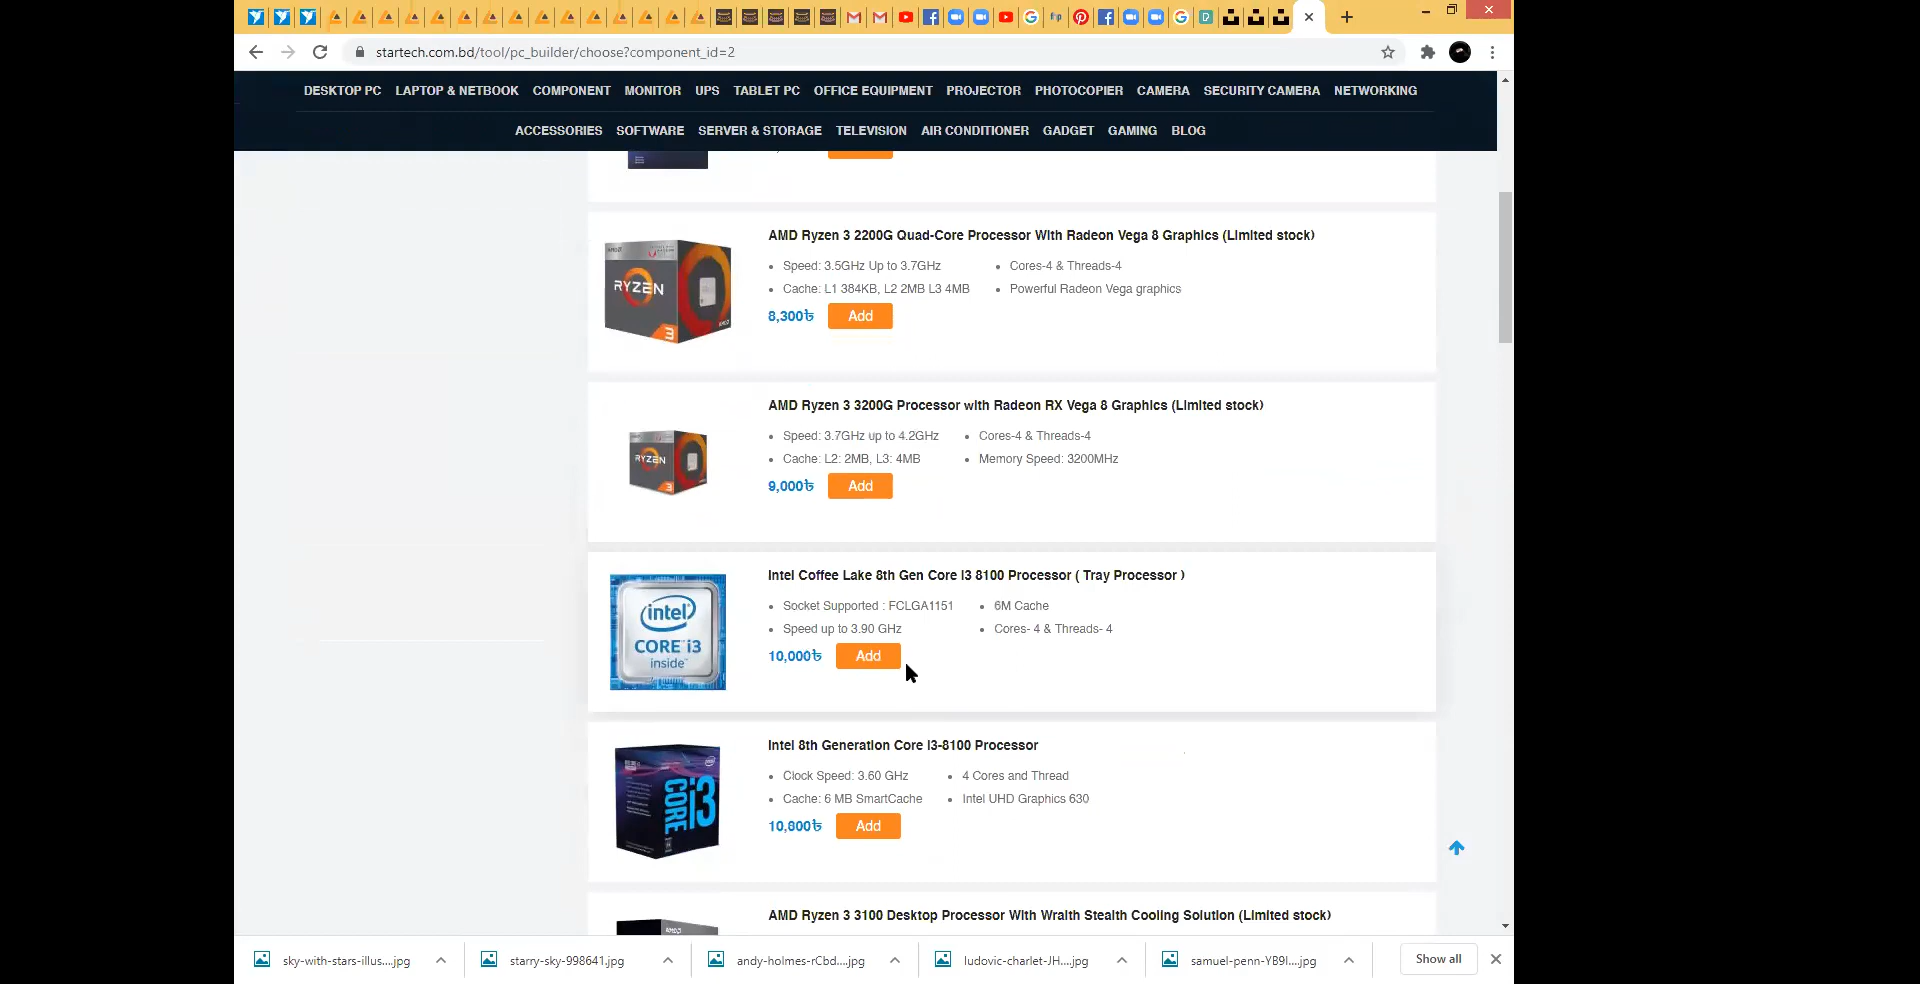 startech.com.bd/tool/pc_builder/choose?component_id=2
DESKTOP PC LAPTOP & NETBOOK COMPONENT MONITOR UPS TABLET PC OFFICE EQUIPMENT PROJECTOR PHOTOCOPIER CAMERA SECURITY CAMERA NETWORKING
ACCESSORIES SOFTWARE SERVER & STORAGE TELEVISION AIR CONDITIONER GADGET GAMING BLOG
AMD Ryzen 3 2200G Quad-Core Processor With Radeon Vega 8 Graphics (Limited stock)
Speed: 3.5GHz Up to 3.7GHz Cores-4 & Threads-4
Cache: L1 384KB, L2 2MB L3 4MB Powerful Radeon Vega graphics
8,300৳ Add
RYZEN
3
AMD Ryzen 3 3200G Processor with Radeon RX Vega 8 Graphics (Limited stock)
Speed: 3.7GHz up to 4.2GHz Cores-4 & Threads-4
Cache: L2: 2MB, L3: 4MB Memory Speed: 3200MHz
9,000৳ Add
RYZEN
3
Intel Coffee Lake 8th Gen Core i3 8100 Processor ( Tray Processor )
Socket Supported : FCLGA1151 6M Cache
Speed up to 3.90 GHz Cores- 4 & Threads- 4
10,000৳ Add
intel
CORE i3
inside
Intel 8th Generation Core i3-8100 Processor
Clock Speed: 3.60 GHz 4 Cores and Thread
Cache: 6 MB SmartCache Intel UHD Graphics 630
10,800৳ Add
CORE i3
AMD Ryzen 3 3100 Desktop Processor With Wraith Stealth Cooling Solution (Limited stock)
sky-with-stars-illus....jpg starry-sky-998641.jpg andy-holmes-rCbd....jpg ludovic-charlet-JH....jpg samuel-penn-YB9I....jpg Show all